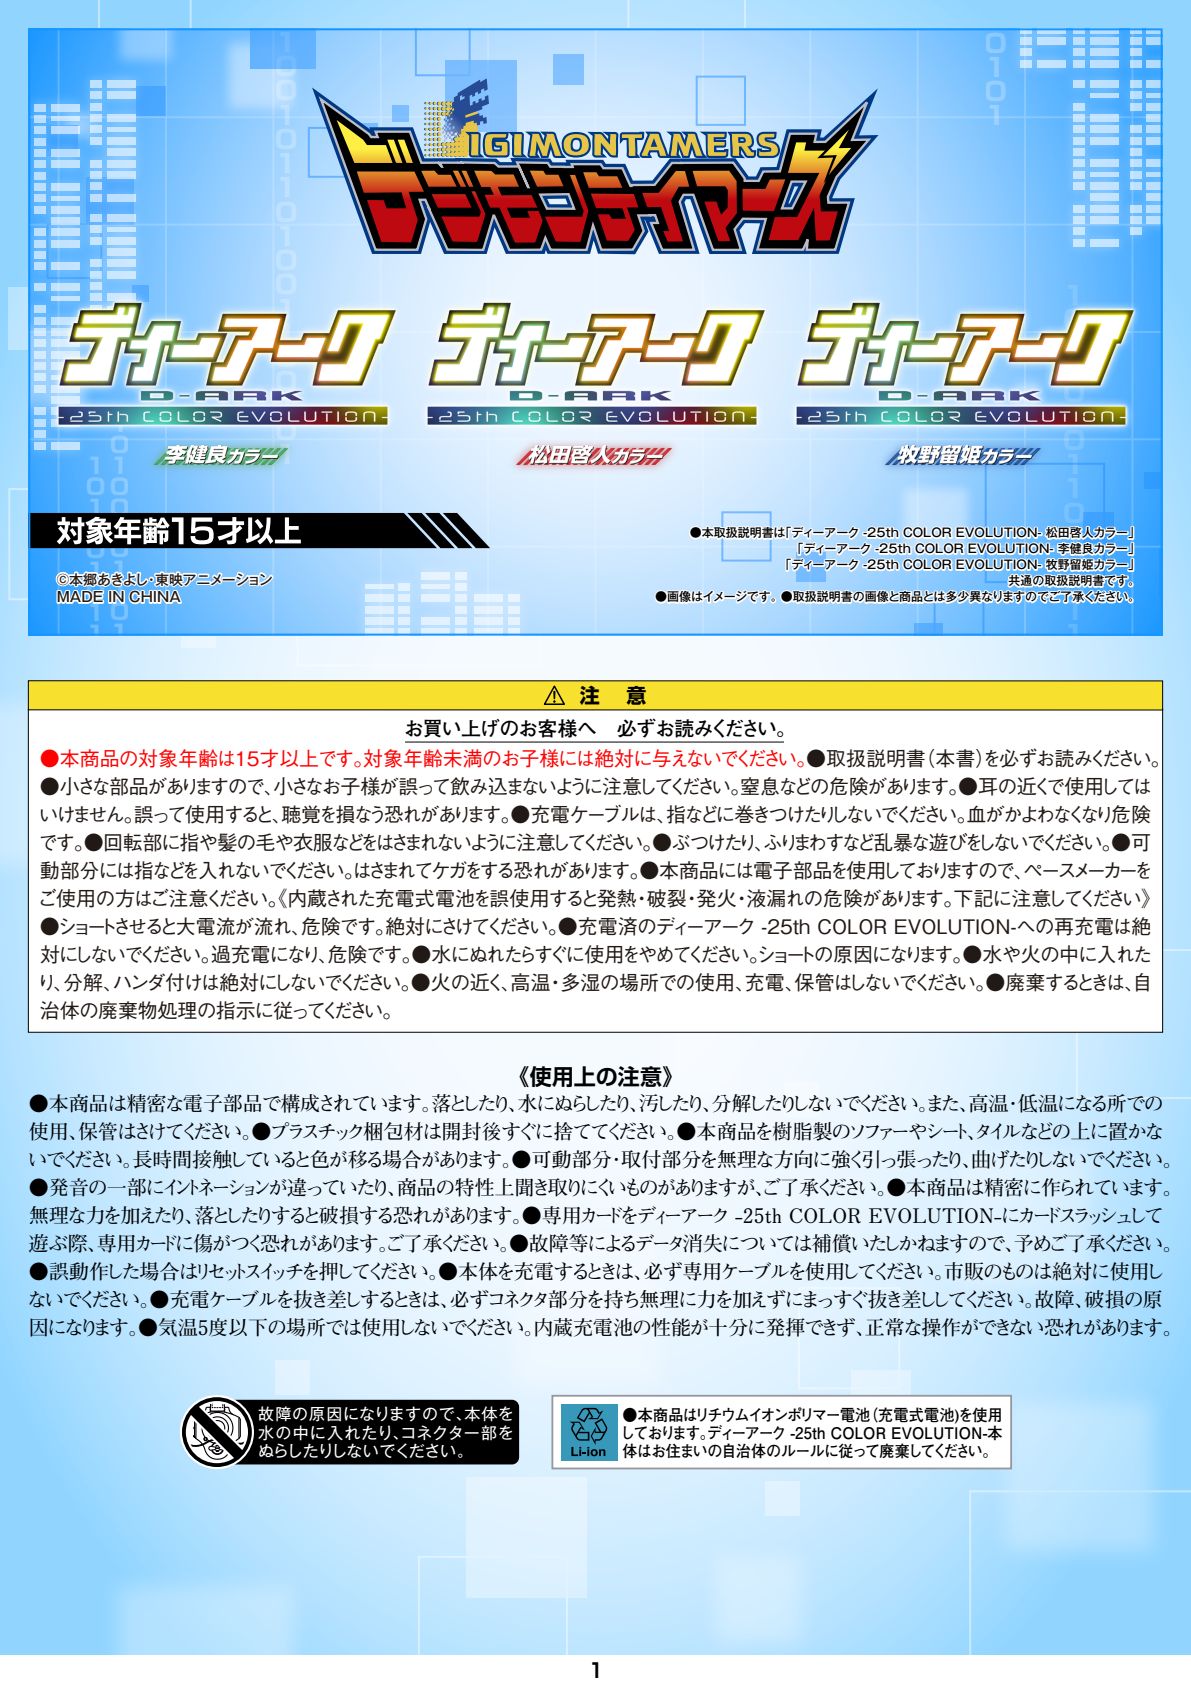 DIGIMONTAMERS
デジモンテイマーズ
ディーアーク ディーアーク ディーアーク
D-ARK D-ARK D-ARK
-25th COLOR EVOLUTION- -25th COLOR EVOLUTION- -25th COLOR EVOLUTION-
李健良カラー 松田啓人カラー 牧野留姫カラー
対象年齢15才以上
©本郷あきよし・東映アニメーション
MADE IN CHINA
●本取扱説明書は「ディーアーク -25th COLOR EVOLUTION- 松田啓人カラー」
「ディーアーク -25th COLOR EVOLUTION- 李健良カラー」
「ディーアーク -25th COLOR EVOLUTION- 牧野留姫カラー」
共通の取扱説明書です。
●画像はイメージです。●取扱説明書の画像と商品とは多少異なりますのでご了承ください。
⚠ 注 意
お買い上げのお客様へ 必ずお読みください。
●本商品の対象年齢は15才以上です。対象年齢未満のお子様には絶対に与えないでください。●取扱説明書(本書)を必ずお読みください。
●小さな部品がありますので、小さなお子様が誤って飲み込まないように注意してください。窒息などの危険があります。●耳の近くで使用しては
いけません。誤って使用すると、聴覚を損なう恐れがあります。●充電ケーブルは、指などに巻きつけたりしないでください。血がかよわなくなり危険
です。●回転部に指や髪の毛や衣服などをはさまれないように注意してください。●ぶつけたり、ふりまわすなど乱暴な遊びをしないでください。●可
動部分には指などを入れないでください。はさまれてケガをする恐れがあります。●本商品には電子部品を使用しておりますので、ペースメーカーを
ご使用の方はご注意ください。《内蔵された充電式電池を誤使用すると発熱・破裂・発火・液漏れの危険があります。下記に注意してください》
●ショートさせると大電流が流れ、危険です。絶対にさけてください。●充電済のディーアーク -25th COLOR EVOLUTION-への再充電は絶
対にしないでください。過充電になり、危険です。●水にぬれたらすぐに使用をやめてください。ショートの原因になります。●水や火の中に入れた
り、分解、ハンダ付けは絶対にしないでください。●火の近く、高温・多湿の場所での使用、充電、保管はしないでください。●廃棄するときは、自
治体の廃棄物処理の指示に従ってください。
《使用上の注意》
●本商品は精密な電子部品で構成されています。落としたり、水にぬらしたり、汚したり、分解したりしないでください。また、高温・低温になる所での
使用、保管はさけてください。●プラスチック梱包材は開封後すぐに捨ててください。●本商品を樹脂製のソファーやシート、タイルなどの上に置かな
いでください。長時間接触していると色が移る場合があります。●可動部分・取付部分を無理な方向に強く引っ張ったり、曲げたりしないでください。
●発音の一部にイントネーションが違っていたり、商品の特性上聞き取りにくいものがありますが、ご了承ください。●本商品は精密に作られています。
無理な力を加えたり、落としたりすると破損する恐れがあります。●専用カードをディーアーク -25th COLOR EVOLUTION-にカードスラッシュして
遊ぶ際、専用カードに傷がつく恐れがあります。ご了承ください。●故障等によるデータ消失については補償いたしかねますので、予めご了承ください。
●誤動作した場合はリセットスイッチを押してください。●本体を充電するときは、必ず専用ケーブルを使用してください。市販のものは絶対に使用し
ないでください。●充電ケーブルを抜き差しするときは、必ずコネクタ部分を持ち無理に力を加えずにまっすぐ抜き差ししてください。故障、破損の原
因になります。●気温5度以下の場所では使用しないでください。内蔵充電池の性能が十分に発揮できず、正常な操作ができない恐れがあります。
故障の原因になりますので、本体を
水の中に入れたり、コネクター部を
ぬらしたりしないでください。
Li-ion
●本商品はリチウムイオンポリマー電池(充電式電池)を使用
しております。ディーアーク -25th COLOR EVOLUTION-本
体はお住まいの自治体のルールに従って廃棄してください。
1